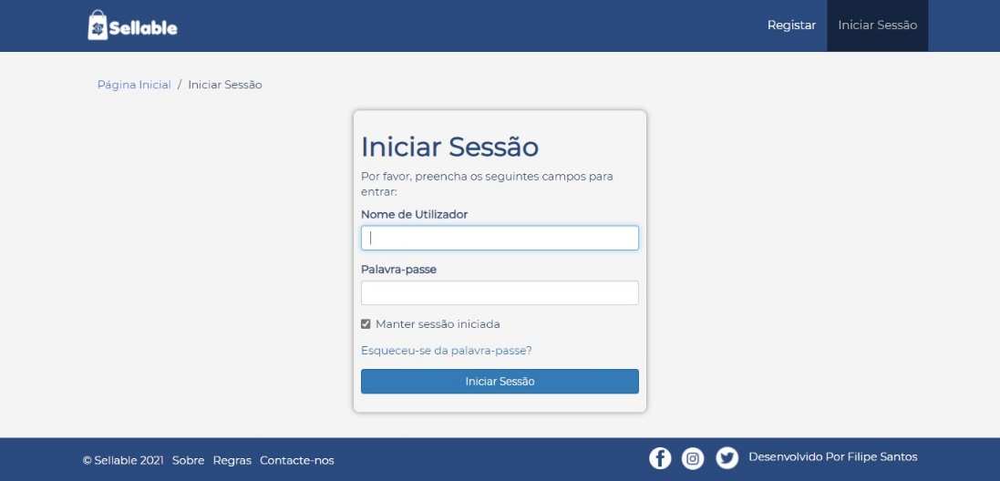 Sellable
Registar
Iniciar Sessão
Página Inicial / Iniciar Sessão
Iniciar Sessão
Por favor, preencha os seguintes campos para
entrar:
Nome de Utilizador
Palavra-passe
Manter sessão iniciada
Esqueceu-se da palavra-passe?
Iniciar Sessão
© Sellable 2021 Sobre Regras Contacte-nos
Desenvolvido Por Filipe Santos